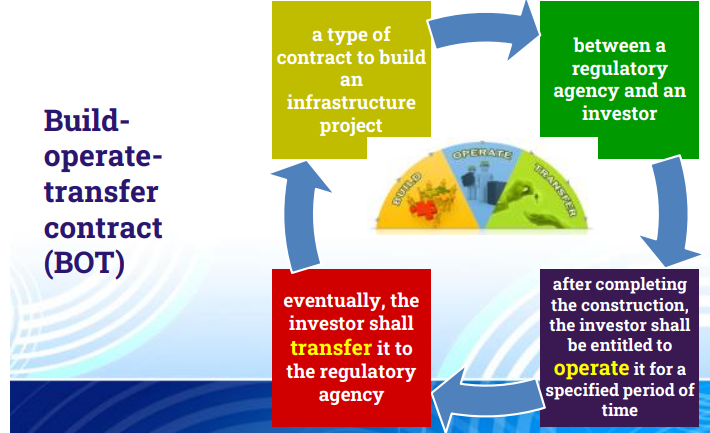 Build-
operate-
transfer
contract
(BOT)
a type of
contract to build
an
infrastructure
project
between a
regulatory
agency and an
investor
BUILD
OPERATE
TRANSFER
after completing
the construction,
the investor shall
be entitled to
operate it for a
specified period of
time
eventually, the
investor shall
transfer it to
the regulatory
agency